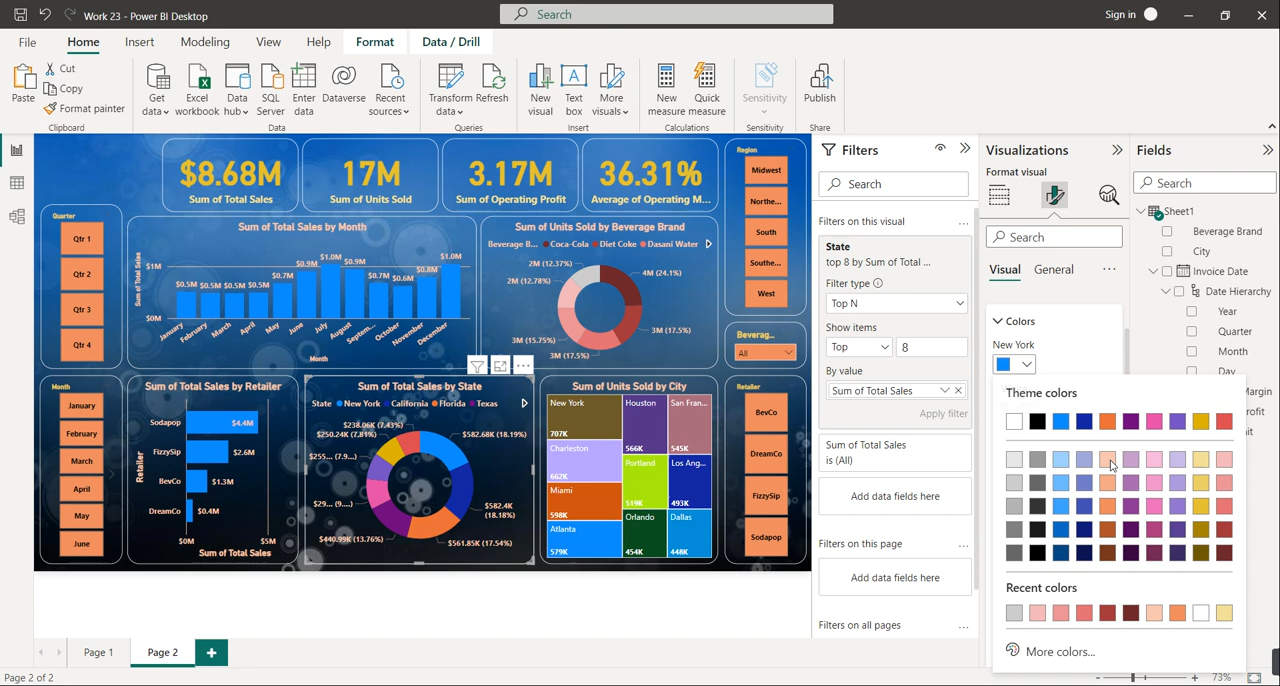 Work 23 - Power BI Desktop
Search
Sign in
File
Home
Insert
Modeling
View
Help
Format
Data / Drill
Paste
Cut
Copy
Format painter
Clipboard
Get data
Excel workbook
Data hub
SQL Server
Enter data
Dataverse
Recent sources
Data
Transform data
Refresh
Queries
New visual
Text box
More visuals
Insert
New measure
Quick measure
Calculations
Sensitivity
Sensitivity
Publish
Share
$8.68M
Sum of Total Sales
17M
Sum of Units Sold
3.17M
Sum of Operating Profit
36.31%
Average of Operating M...
Region
Midwest
Northe...
South
Southe...
West
Quarter
Qtr 1
Qtr 2
Qtr 3
Qtr 4
Sum of Total Sales by Month
Sum of Total Sales
$1M
$0M
$0.5M
$0.5M
$0.5M
$0.5M
$0.7M
$0.9M
$1.0M
$0.9M
$0.7M
$0.6M
$0.8M
$1.0M
January
February
March
April
May
June
July
August
Septem...
October
November
December
Month
Sum of Units Sold by Beverage Brand
Beverage B...
Coca-Cola
Diet Coke
Dasani Water
2M (12.37%)
2M (12.78%)
3M (15.75%)
3M (17.5%)
3M (17.5%)
4M (24.1%)
Beverag...
All
Month
January
February
March
April
May
June
Sum of Total Sales by Retailer
Retailer
Sodapop
$4.4M
FizzySip
$2.6M
BevCo
$1.3M
DreamCo
$0.4M
$0M
$5M
Sum of Total Sales
Sum of Total Sales by State
State
New York
California
Florida
Texas
$238.06K (7.43%)
$250.24K (7.81%)
$255... (7.9...)
$29... (9....)
$440.99K (13.76%)
$561.85K (17.54%)
$582.4K (18.18%)
$582.68K (18.19%)
Sum of Units Sold by City
New York
707K
Charleston
662K
Miami
598K
Atlanta
579K
Houston
566K
San Fran...
545K
Portland
519K
Los Ang...
493K
Orlando
454K
Dallas
448K
Retailer
BevCo
DreamCo
FizzySip
Sodapop
Filters
Search
Filters on this visual
...
State
top 8 by Sum of Total ...
Filter type
Top N
Show items
Top
8
By value
Sum of Total Sales
Apply filter
Sum of Total Sales
is (All)
Add data fields here
Filters on this page
...
Add data fields here
Filters on all pages
...
Visualizations
Format visual
Search
Visual
General
...
Colors
New York
Theme colors
Recent colors
More colors...
Fields
Search
Sheet1
Beverage Brand
City
Invoice Date
Date Hierarchy
Year
Quarter
Month
Day
Page 1
Page 2
Page 2 of 2
73%